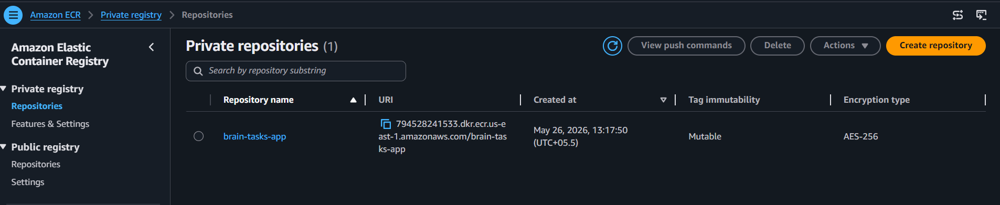 Amazon ECR > Private registry > Repositories
Amazon Elastic
Container Registry
Private registry
Repositories
Features & Settings
Public registry
Repositories
Settings
Private repositories (1)
View push commands
Delete
Actions
Create repository
Search by repository substring
Repository name
URI
Created at
Tag immutability
Encryption type
brain-tasks-app
794528241533.dkr.ecr.us-e
ast-1.amazonaws.com/brain-tas
ks-app
May 26, 2026, 13:17:50
(UTC+05.5)
Mutable
AES-256